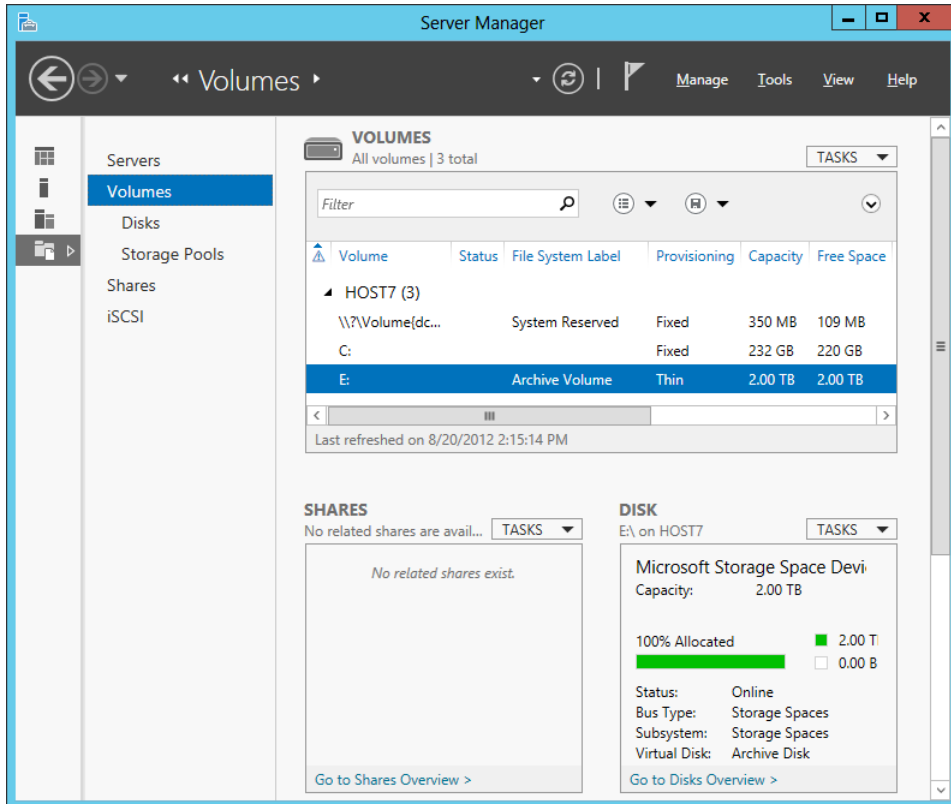 Server Manager
Volumes
Manage Tools View Help
Servers
Volumes
Disks
Storage Pools
Shares
iSCSI
VOLUMES
All volumes | 3 total
TASKS
Filter
Volume Status File System Label Provisioning Capacity Free Space
HOST7 (3)
\\?\Volume{dc... System Reserved Fixed 350 MB 109 MB
C: Fixed 232 GB 220 GB
E: Archive Volume Thin 2.00 TB 2.00 TB
Last refreshed on 8/20/2012 2:15:14 PM
SHARES
No related shares are avail... TASKS
No related shares exist.
Go to Shares Overview >
DISK
E:\ on HOST7 TASKS
Microsoft Storage Space Devi
Capacity: 2.00 TB
100% Allocated 2.00 T
0.00 B
Status: Online
Bus Type: Storage Spaces
Subsystem: Storage Spaces
Virtual Disk: Archive Disk
Go to Disks Overview >